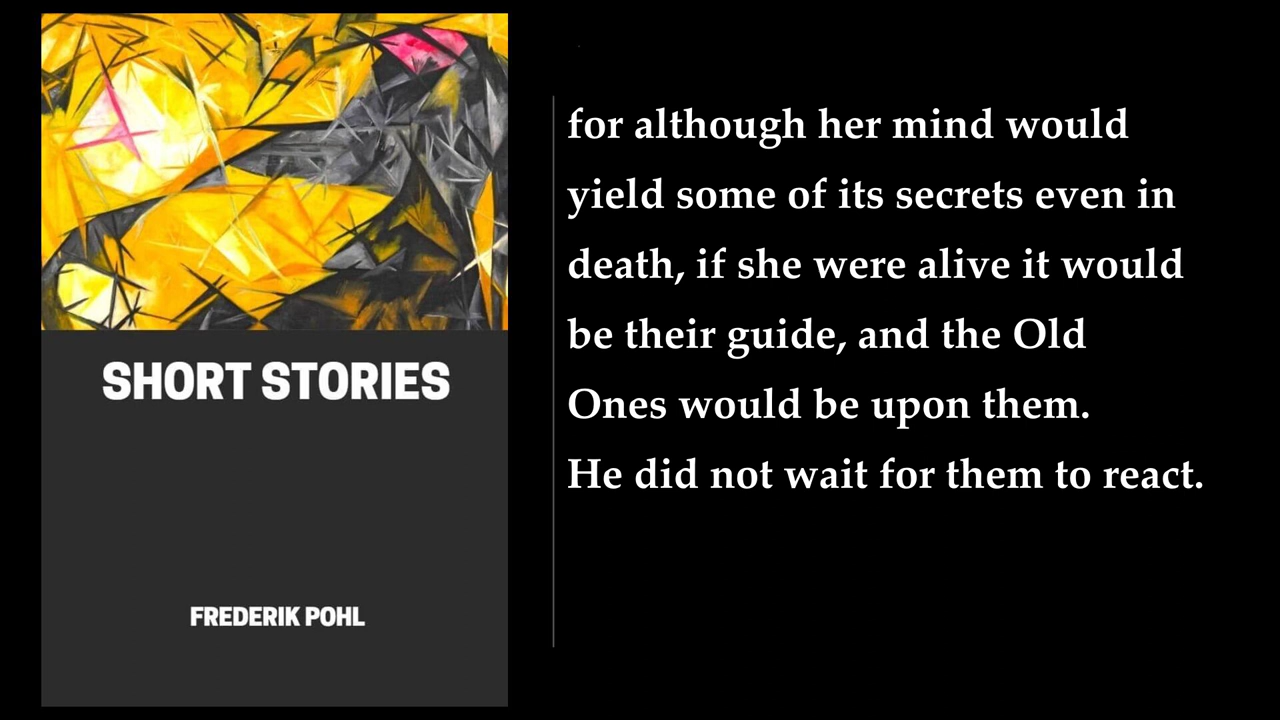 SHORT STORIES
FREDERIK POHL
for although her mind would
yield some of its secrets even in
death, if she were alive it would
be their guide, and the Old
Ones would be upon them.
He did not wait for them to react.